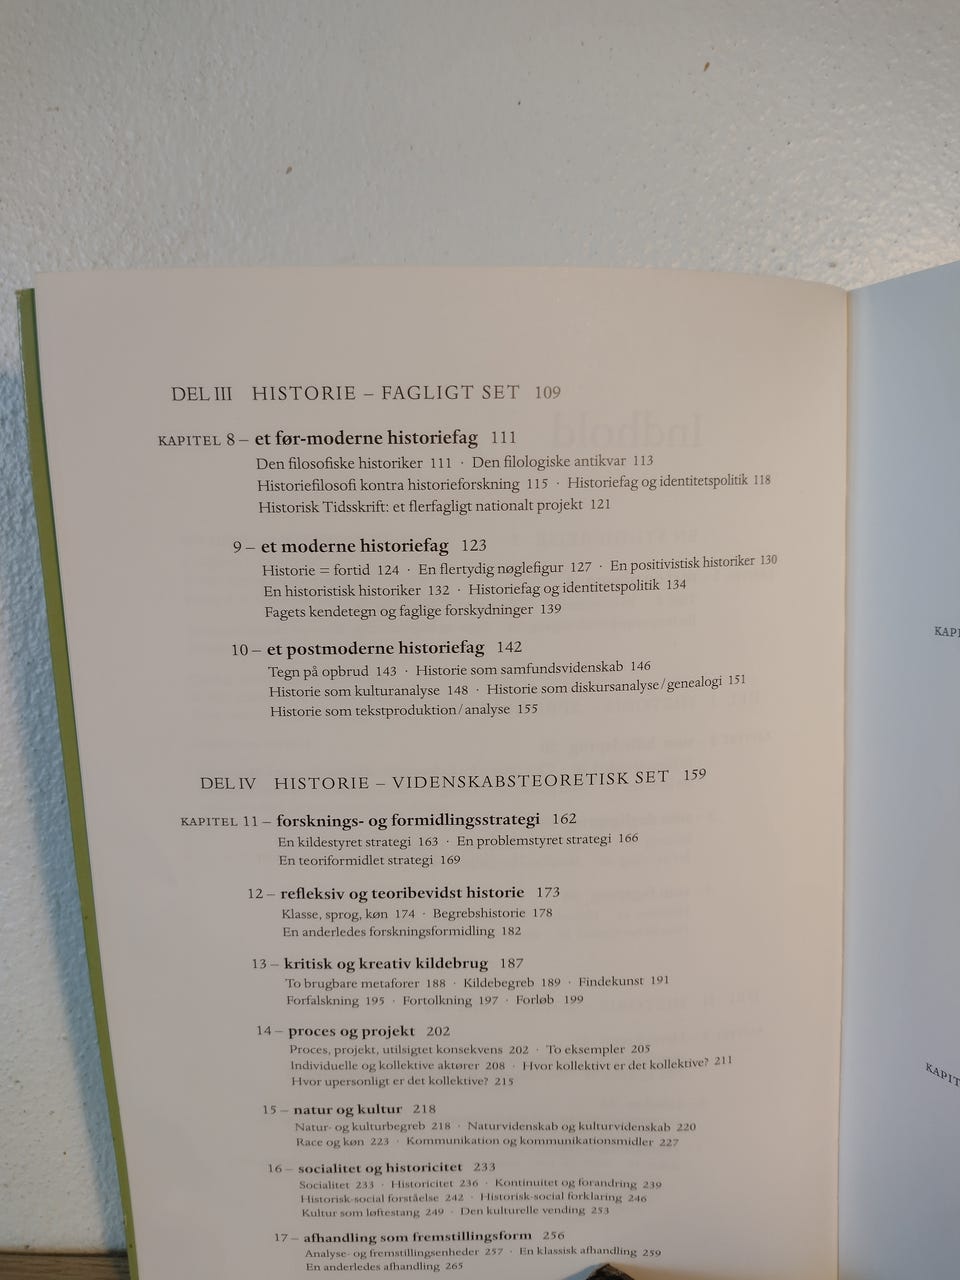 DEL III HISTORIE – FAGLIGT SET 109
KAPITEL 8 – et før-moderne historiefag 111
Den filosofiske historiker 111 · Den filologiske antikvar 113
Historiefilosofi kontra historieforskning 115 · Historiefag og identitetspolitik 118
Historisk Tidsskrift: et flerfagligt nationalt projekt 121
9 – et moderne historiefag 123
Historie = fortid 124 · En flertydig nøglefigur 127 · En positivistisk historiker 130
En historistisk historiker 132 · Historiefag og identitetspolitik 134
Fagets kendetegn og faglige forskydninger 139
10 – et postmoderne historiefag 142
Tegn på opbrud 143 · Historie som samfundsvidenskab 146
Historie som kulturanalyse 148 · Historie som diskursanalyse/genealogi 151
Historie som tekstproduktion/analyse 155
DEL IV HISTORIE – VIDENSKABSTEORETISK SET 159
KAPITEL 11 – forsknings- og formidlingsstrategi 162
En kildestyret strategi 163 · En problemstyret strategi 166
En teoriformidlet strategi 169
12 – refleksiv og teoribevidst historie 173
Klasse, sprog, køn 174 · Begrebshistorie 178
En anderledes forskningsformidling 182
13 – kritisk og kreativ kildebrug 187
To brugbare metaforer 188 · Kildebegreb 189 · Findekunst 191
Forfalskning 195 · Fortolkning 197 · Forløb 199
14 – proces og projekt 202
Proces, projekt, utilsigtet konsekvens 202 · To eksempler 205
Individuelle og kollektive aktører 208 · Hvor kollektivt er det kollektive? 211
Hvor upersonligt er det kollektive? 215
15 – natur og kultur 218
Natur- og kulturbegreb 218 · Naturvidenskab og kulturvidenskab 220
Race og køn 223 · Kommunikation og kommunikationsmidler 227
16 – socialitet og historicitet 233
Socialitet 233 · Historicitet 236 · Kontinuitet og forandring 239
Historisk-social forståelse 242 · Historisk-social forklaring 246
Kultur som løftestang 249 · Den kulturelle vending 253
17 – afhandling som fremstillingsform 256
Analyse- og fremstillingsenheder 257 · En klassisk afhandling 259
En anderledes afhandling 265
Indhold
KAPI
KAPIT